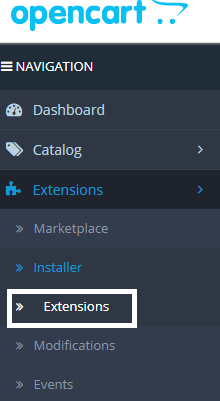 opencart
NAVIGATION
Dashboard
Catalog
Extensions
Marketplace
Installer
Extensions
Modifications
Events